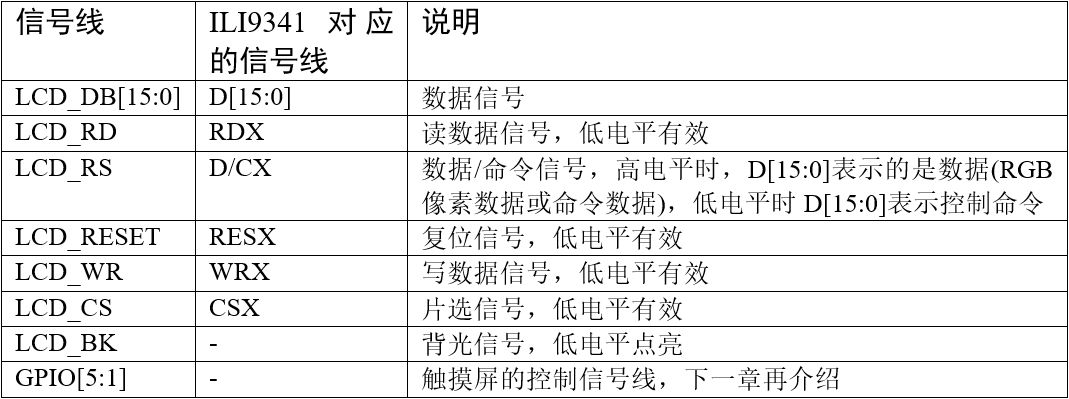 信号线 ILI9341 对应的信号线 说明
LCD_DB[15:0] D[15:0] 数据信号
LCD_RD RDX 读数据信号，低电平有效
LCD_RS D/CX 数据/命令信号，高电平时，D[15:0]表示的是数据(RGB
像素数据或命令数据)，低电平时 D[15:0]表示控制命令
LCD_RESET RESX 复位信号，低电平有效
LCD_WR WRX 写数据信号，低电平有效
LCD_CS CSX 片选信号，低电平有效
LCD_BK - 背光信号，低电平点亮
GPIO[5:1] - 触摸屏的控制信号线，下一章再介绍